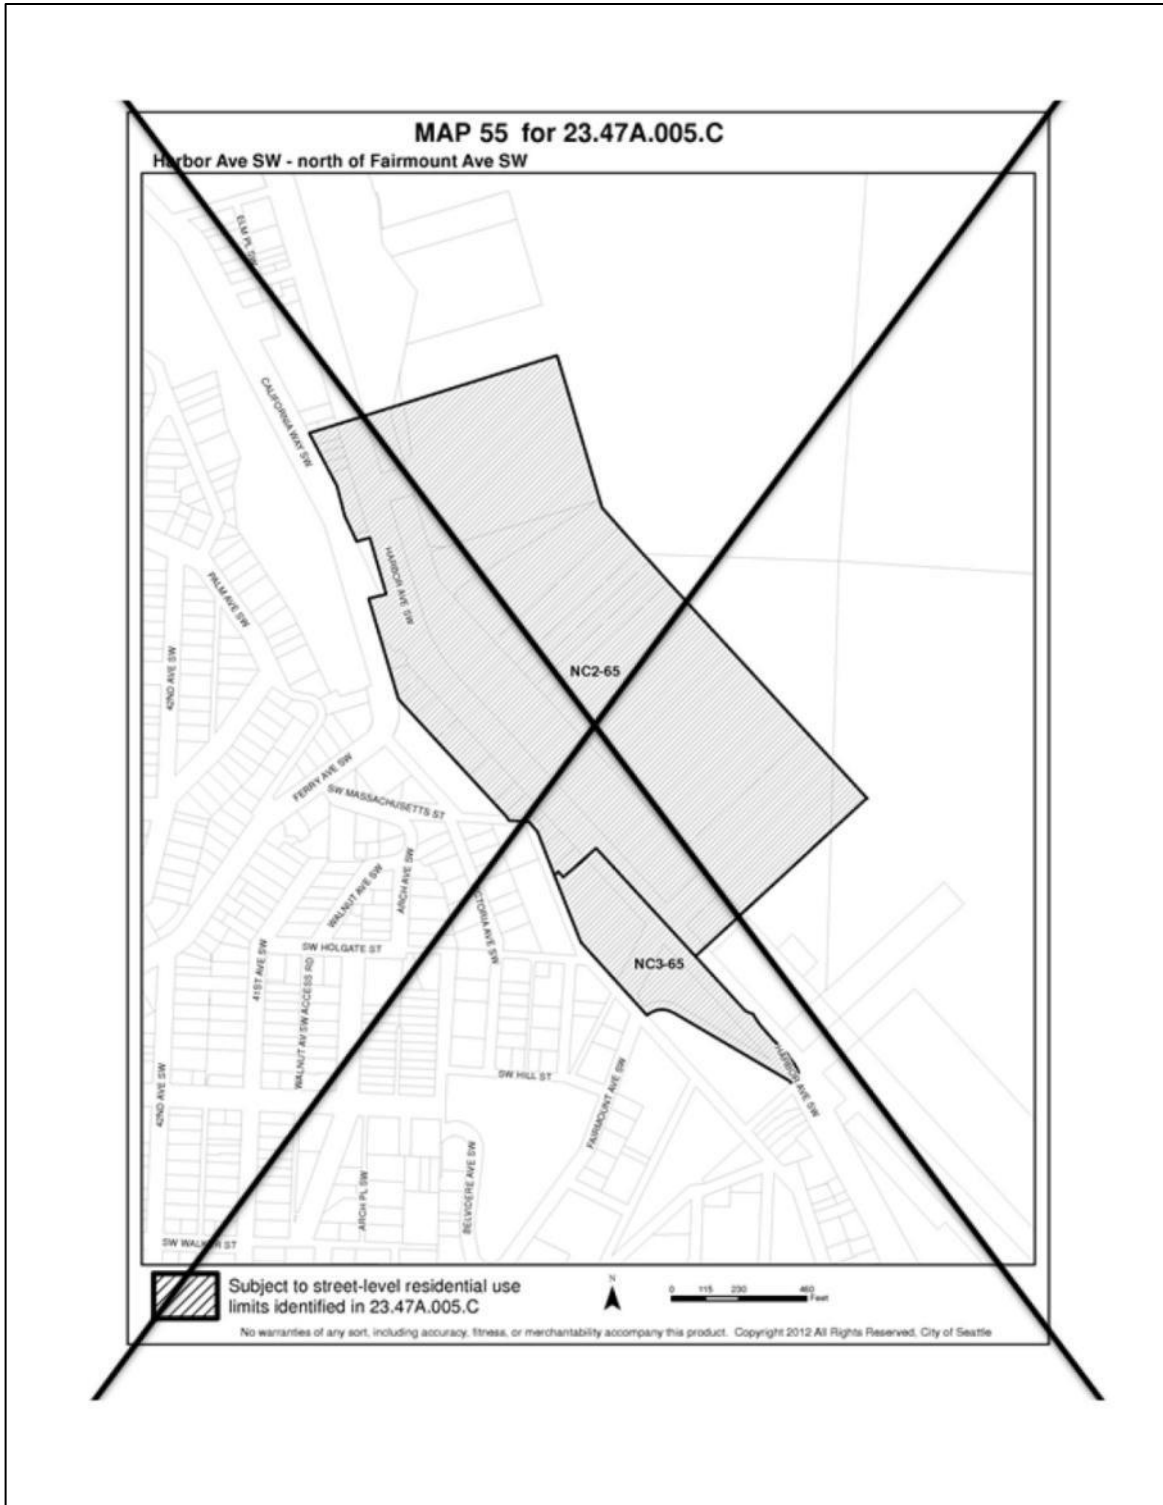 MAP 55 for 23.47A.005.C
Harbor Ave SW - north of Fairmount Ave SW
ELM PL SW
CALIFORNIA WAY SW
HARBOR AVE SW
PALM AVE SW
42ND AVE SW
NC2-65
FERRY AVE SW
SW MASSACHUSETTS ST
WALNUT AVE SW
ARCH AVE SW
SW HOLGATE ST
41ST AVE SW
WALNUT AV SW ACCESS RD
NC3-65
SW HILL ST
FAIRMOUNT AVE SW
HARBOR AVE SW
42ND AVE SW
ARCH PL SW
BELVIDERE AVE SW
Subject to street-level residential use
limits identified in 23.47A.005.C
N
0 115 230 460
Feet
No warranties of any sort, including accuracy, fitness, or merchantability accompany this product. Copyright 2012 All Rights Reserved, City of Seattle